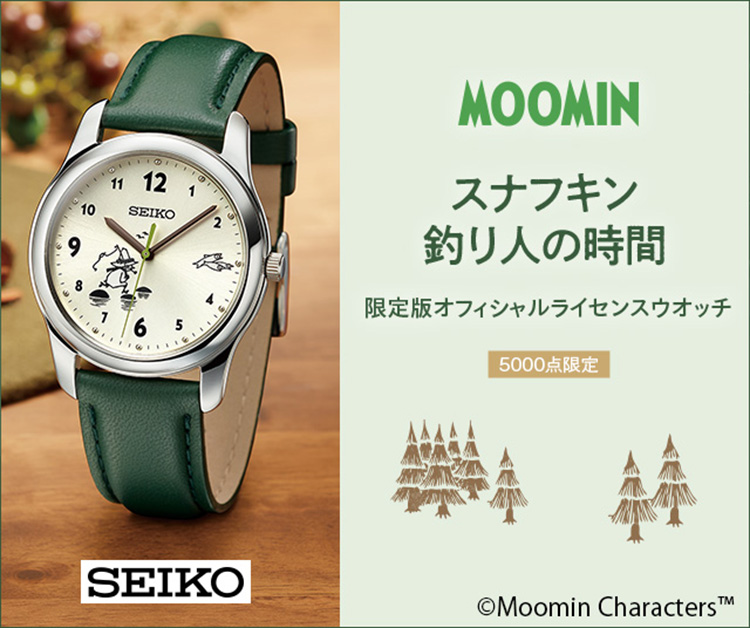 12
11
1
10
SEIKO
2
9
8
4
7
5
6
SEIKO
MOOMIN
スナフキン
釣り人の時間
限定版オフィシャルライセンスウオッチ
5000点限定
©Moomin Characters™